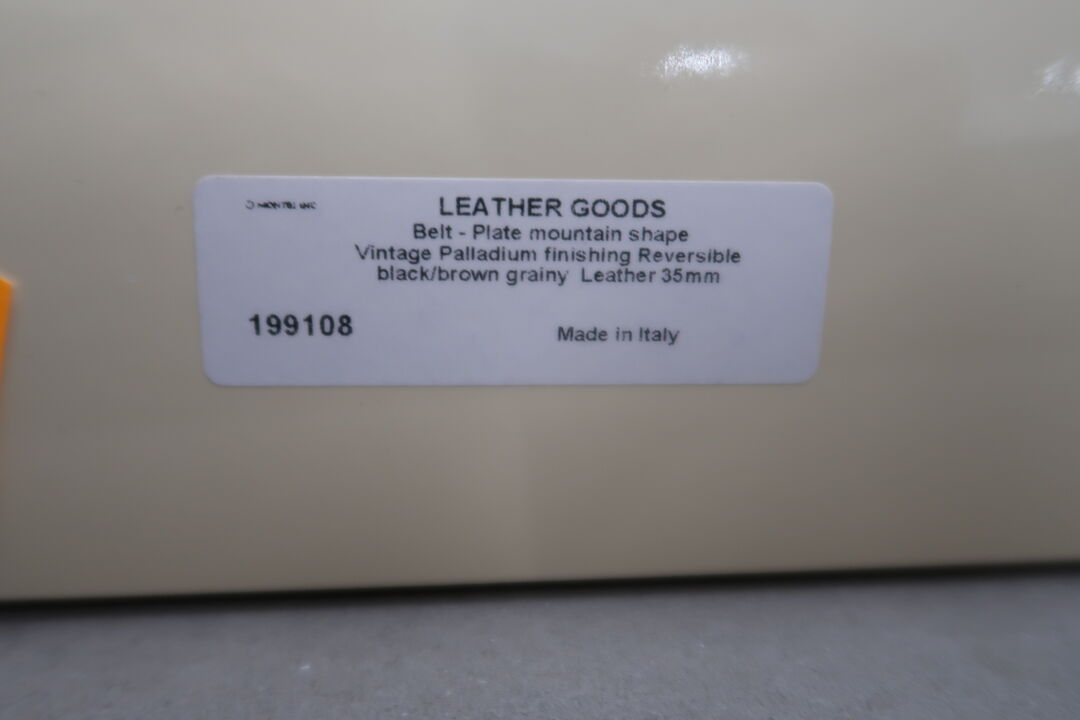 LEATHER GOODS
Belt - Plate mountain shape
Vintage Palladium finishing Reversible
black/brown grainy Leather 35mm
199108
Made in Italy